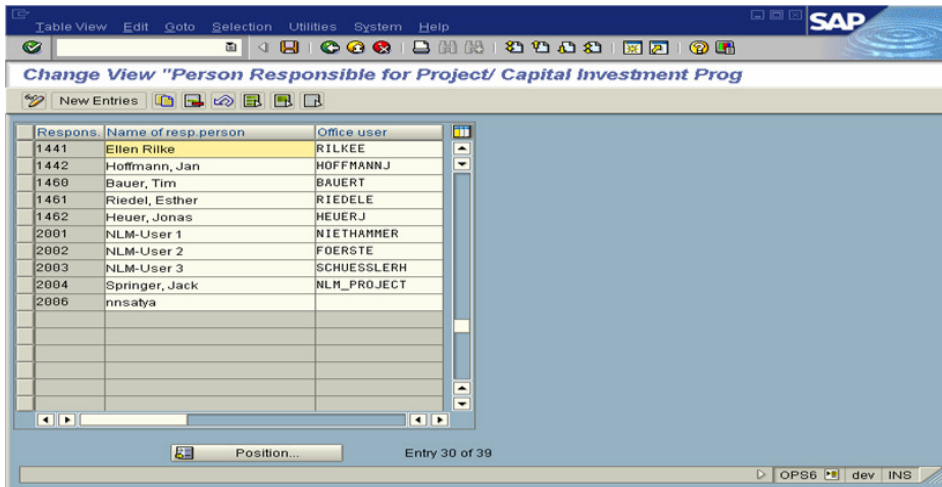 Table View Edit Goto Selection Utilities System Help
SAP
Change View "Person Responsible for Project/ Capital Investment Prog
New Entries
Respons. Name of resp.person Office user
1441 Ellen Rilke RILKEE
1442 Hoffmann, Jan HOFFMANNJ
1460 Bauer, Tim BAUERT
1461 Riedel, Esther RIEDELE
1462 Heuer, Jonas HEUERJ
2001 NLM-User 1 NIETHAMMER
2002 NLM-User 2 FOERSTE
2003 NLM-User 3 SCHUESSLERH
2004 Springer, Jack NLM_PROJECT
2006 nnsatya
Position... Entry 30 of 39
OPS6 dev INS